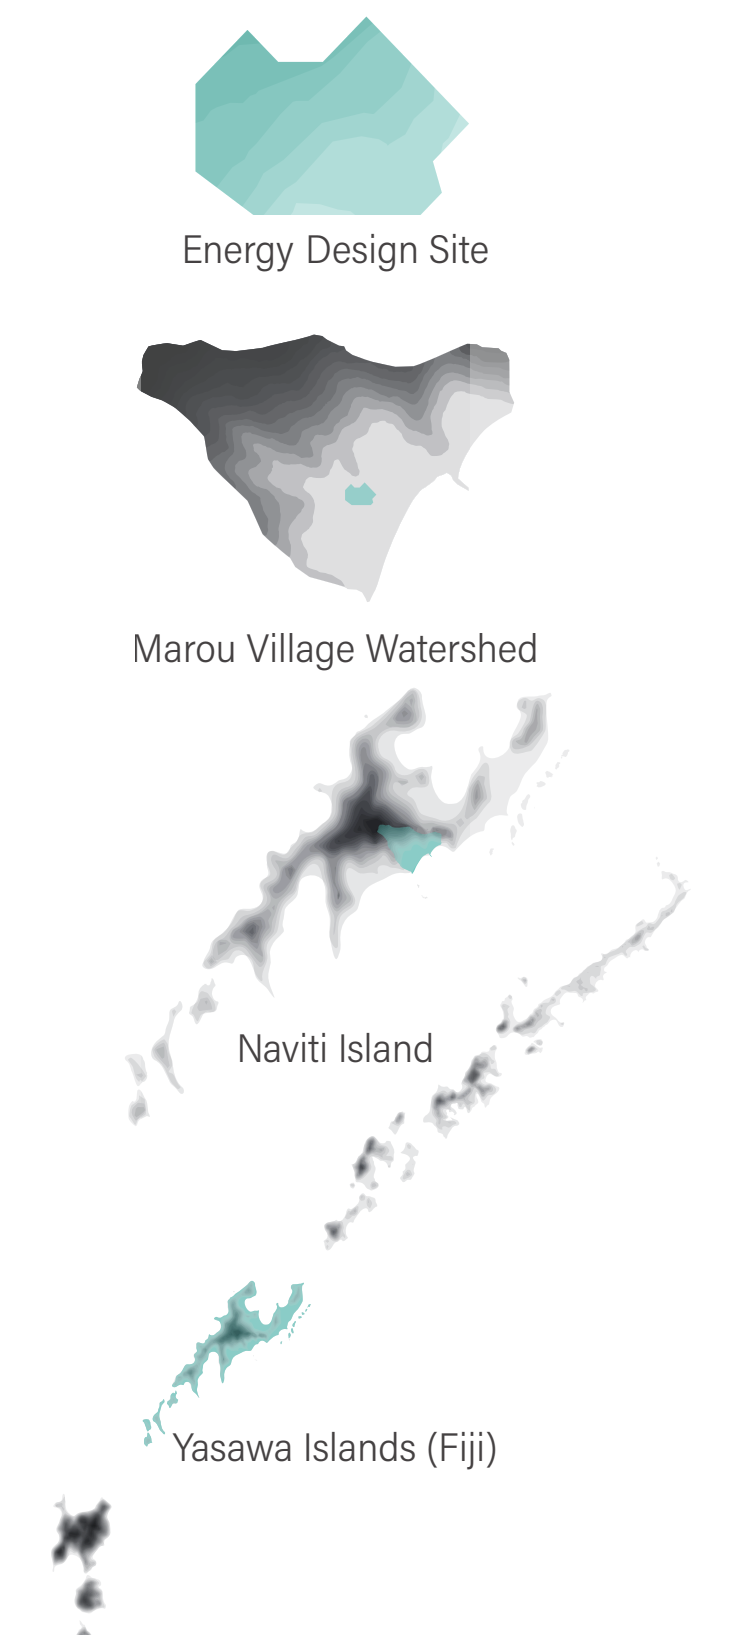 Energy Design Site
Marou Village Watershed
Naviti Island
Yasawa Islands (Fiji)